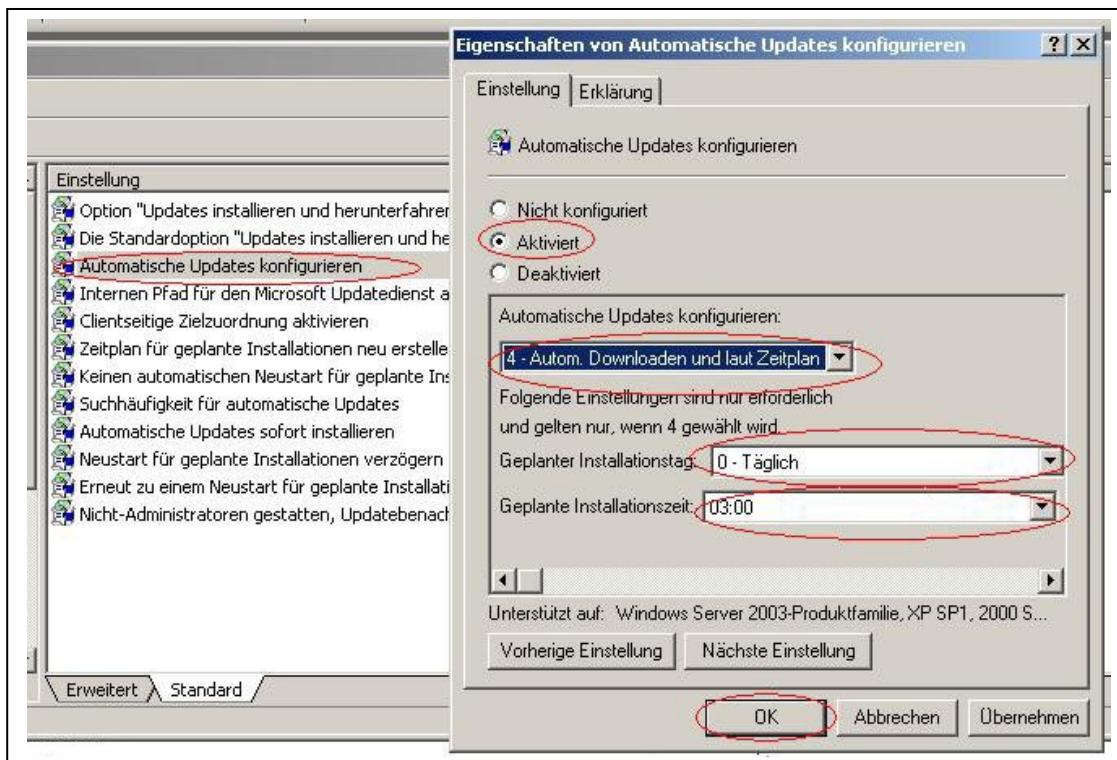 Einstellung
Option "Updates installieren und herunterfahren
Die Standardoption "Updates installieren und he
Automatische Updates konfigurieren
Internen Pfad für den Microsoft Updatedienst a
Clientseitige Zielzuordnung aktivieren
Zeitplan für geplante Installationen neu erstelle
Keinen automatischen Neustart für geplante Ins
Suchhäufigkeit für automatische Updates
Automatische Updates sofort installieren
Neustart für geplante Installationen verzögern
Erneut zu einem Neustart für geplante Installati
Nicht-Administratoren gestatten, Updatebenach
Erweitert Standard
Eigenschaften von Automatische Updates konfigurieren
Einstellung Erklärung
Automatische Updates konfigurieren
Nicht konfiguriert
Aktiviert
Deaktiviert
Automatische Updates konfigurieren:
4 - Autom. Downloaden und laut Zeitplan
Folgende Einstellungen sind nur erforderlich
und gelten nur, wenn 4 gewählt wird.
Geplanter Installationstag: 0 - Täglich
Geplante Installationszeit: 03:00
Unterstützt auf: Windows Server 2003-Produktfamilie, XP SP1, 2000 S...
Vorherige Einstellung Nächste Einstellung
OK Abbrechen Übernehmen